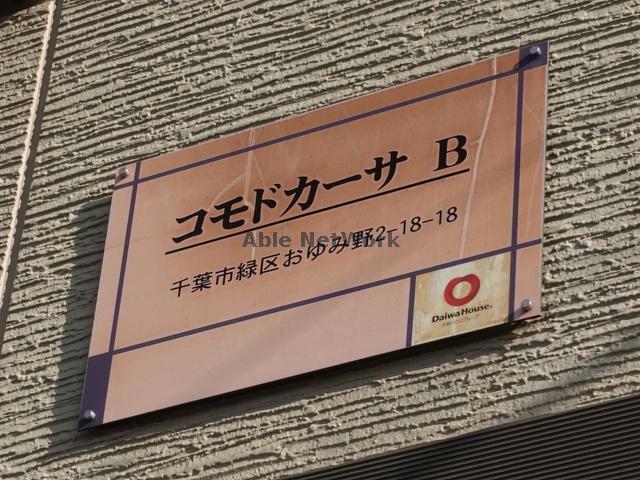 コモドカーサ B
Able NetWork
千葉市緑区おゆみ野2-18-18
Daiwa House®